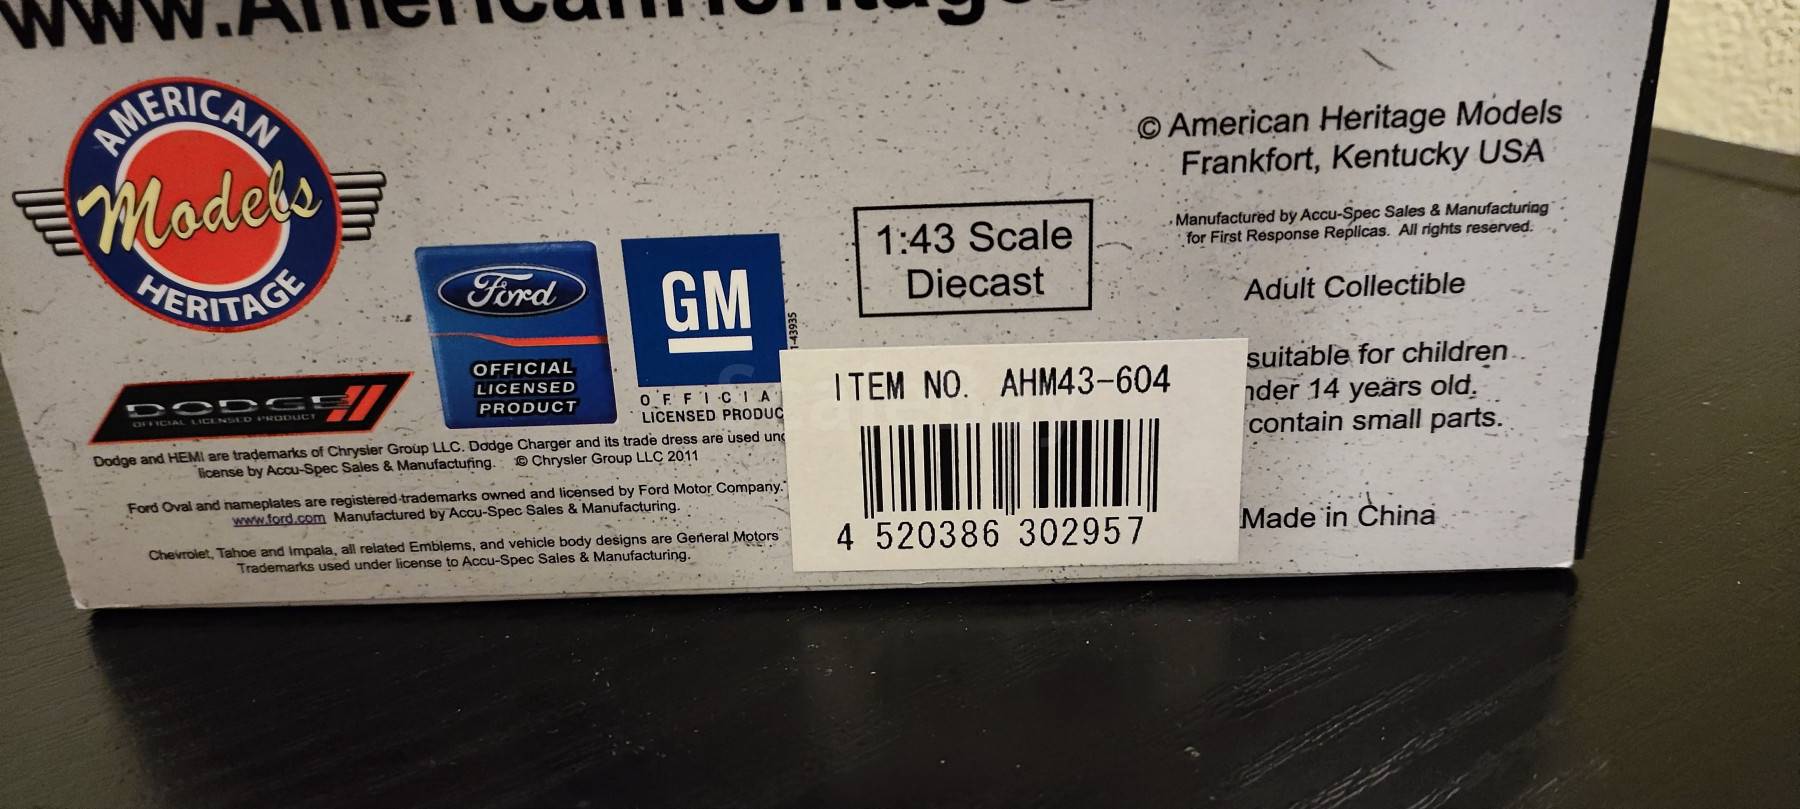 www.AmericanHeritage
AMERICAN
Models
HERITAGE
Ford
OFFICIAL
LICENSED
PRODUCT
GM
OFFICIA
LICENSED PRODUC
1-43935
DODGE
OFFICIAL LICENSED PRODUCT
Dodge and HEMI are trademarks of Chrysler Group LLC. Dodge Charger and its trade dress are used und
license by Accu-Spec Sales & Manufacturing. © Chrysler Group LLC 2011
Ford Oval and nameplates are registered trademarks owned and licensed by Ford Motor Company.
www.ford.com Manufactured by Accu-Spec Sales & Manufacturing.
Chevrolet, Tahoe and Impala, all related Emblems, and vehicle body designs are General Motors
Trademarks used under license to Accu-Spec Sales & Manufacturing.
1:43 Scale
Diecast
ITEM NO. AHM43-604
4 520386 302957
© American Heritage Models
Frankfort, Kentucky USA
Manufactured by Accu-Spec Sales & Manufacturing
for First Response Replicas. All rights reserved.
Adult Collectible
suitable for children
nder 14 years old.
contain small parts.
Made in China